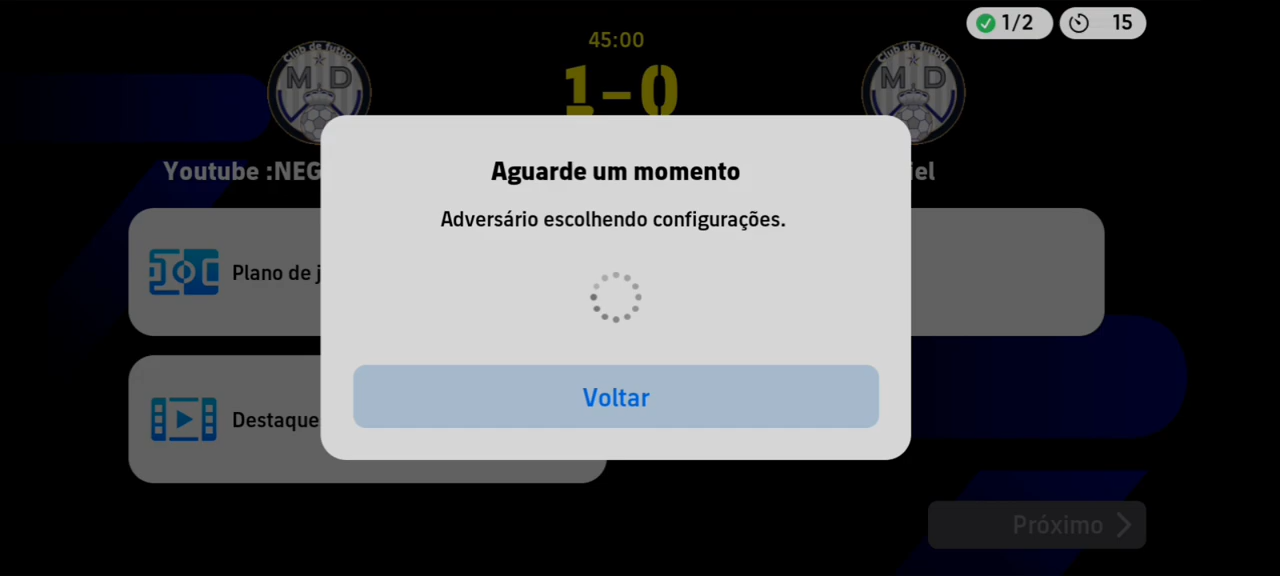 1/2
15
45:00
Club de futbol
M D
Club de futbol
M D
1-0
Youtube :NEG
iel
Aguarde um momento
Adversário escolhendo configurações.
Plano de j
Destaque
Voltar
Próximo